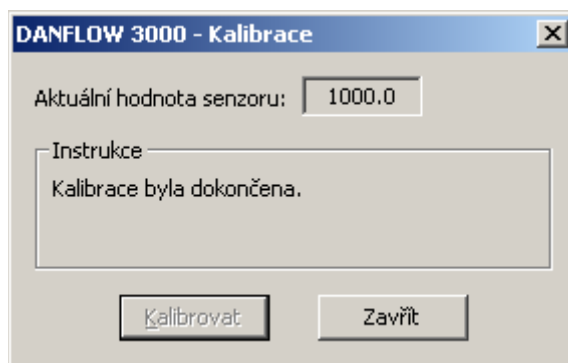 DANFLOW 3000 - Kalibrace
Aktuální hodnota senzoru: 1000.0
Instrukce
Kalibrace byla dokončena.
Kalibrovat Zavřít